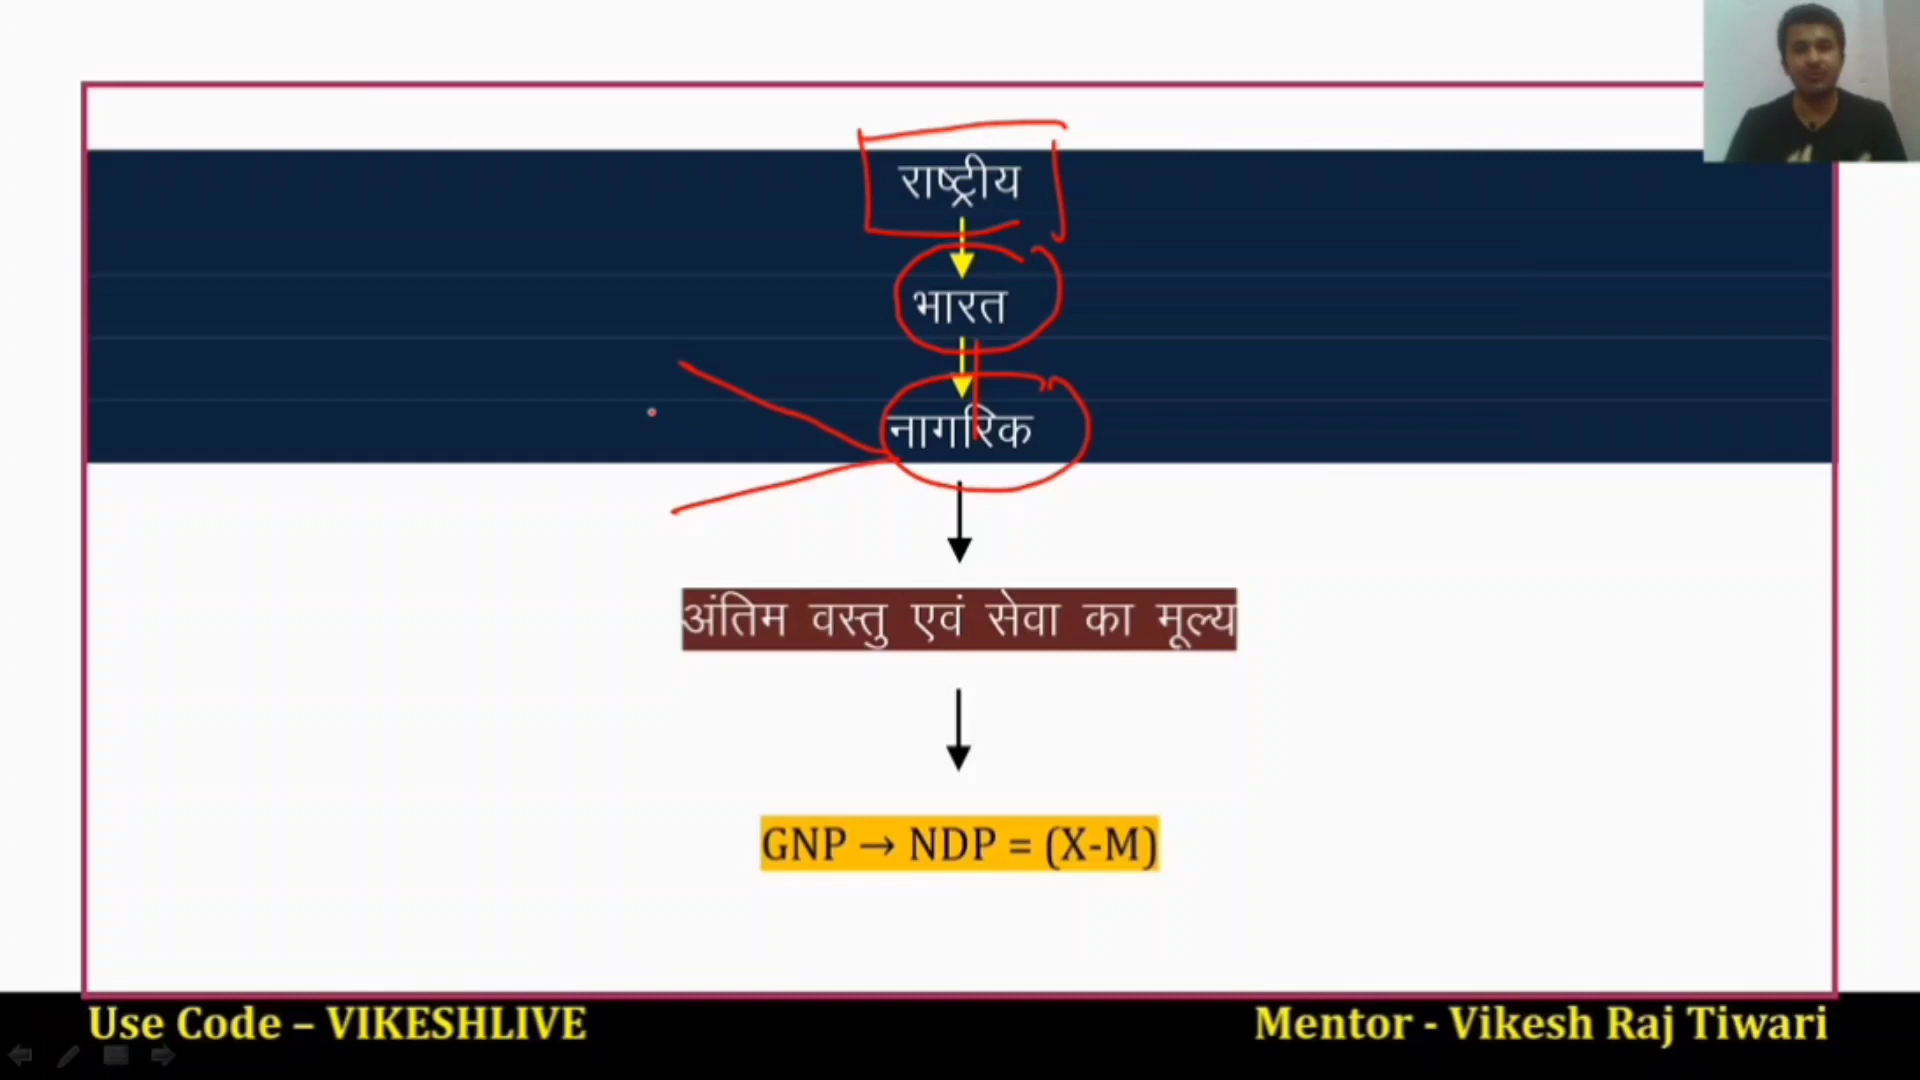 राष्ट्रीय
भारत
नागरिक
अंतिम वस्तु एवं सेवा का मूल्य
GNP → NDP = (X-M)
Use Code – VIKESHLIVE
Mentor - Vikesh Raj Tiwari